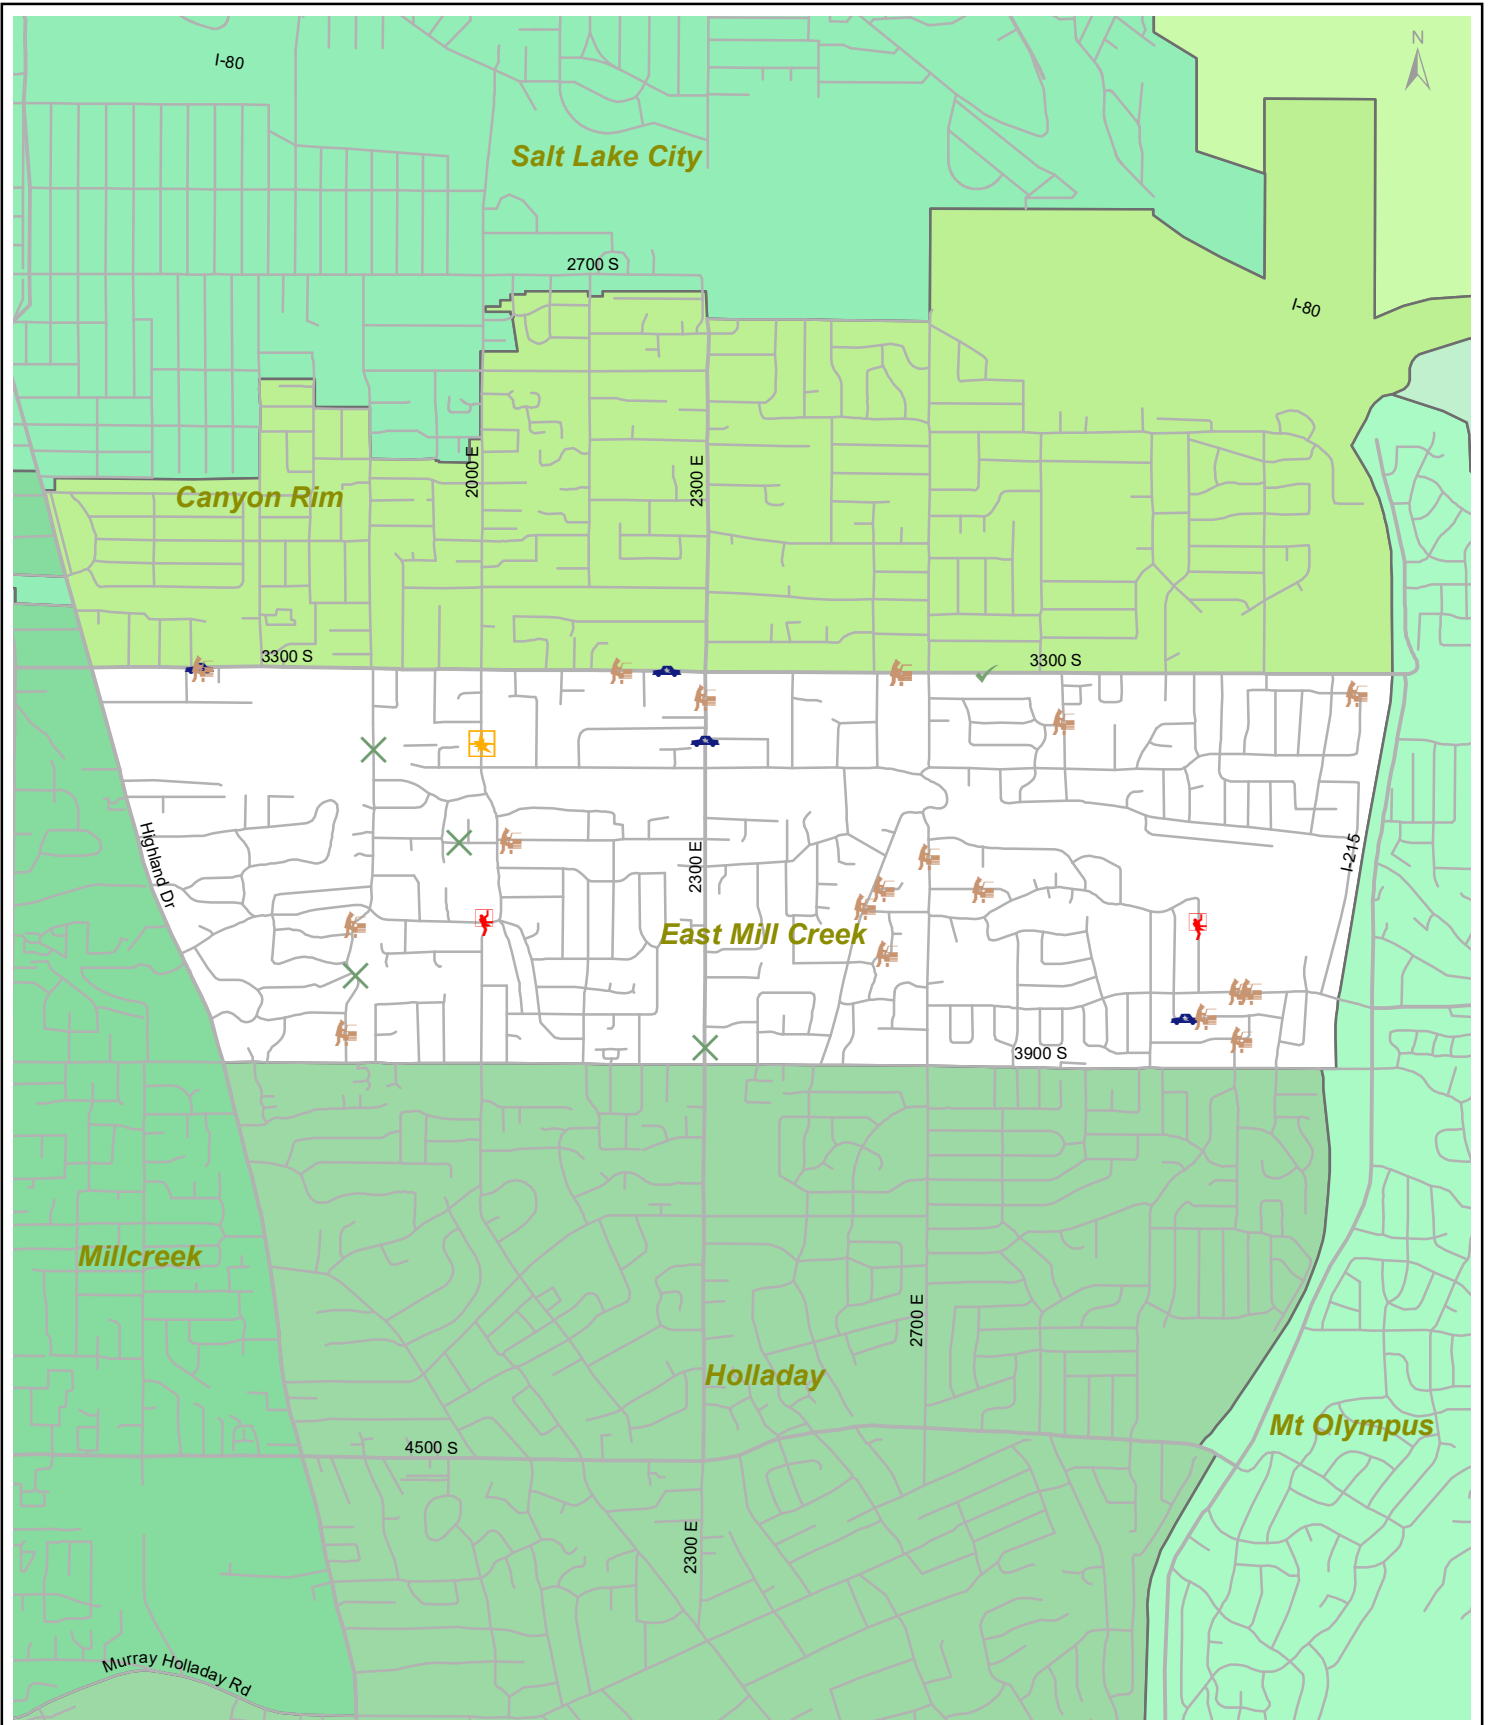 N
I-80
Salt Lake City
2700 S
I-80
2000 E
2300 E
Canyon Rim
3300 S
3300 S
Highland Dr
2300 E
I-215
East Mill Creek
3900 S
Millcreek
2700 E
Holladay
Mt Olympus
4500 S
2300 E
Murray Holladay Rd